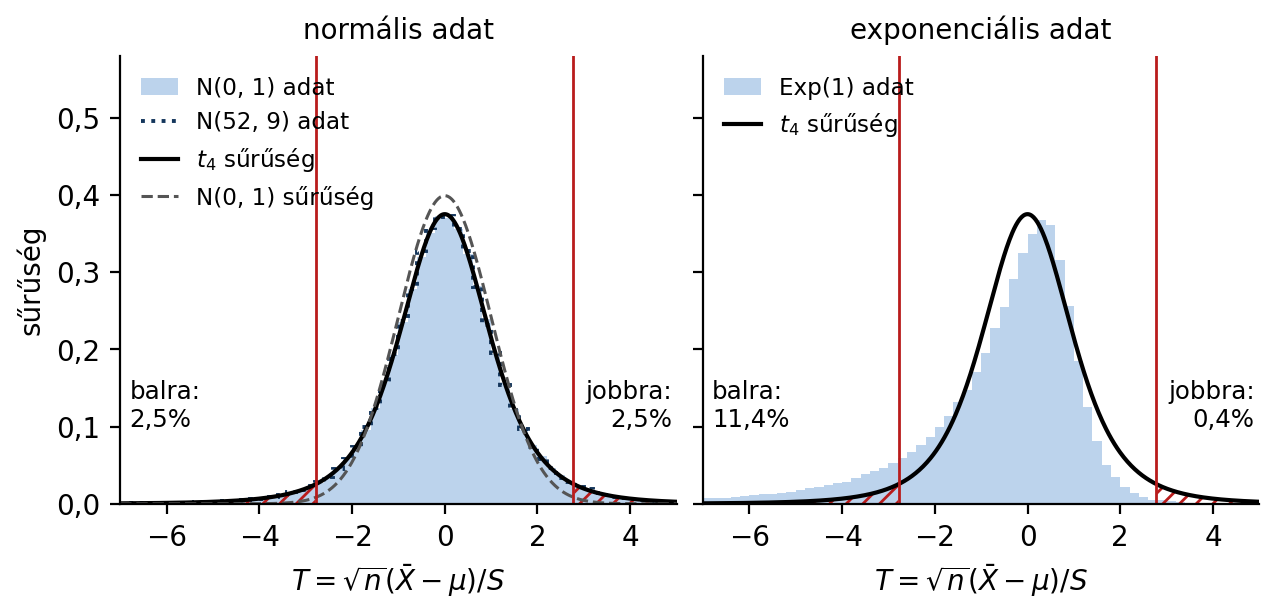 normális adat
N(0, 1) adat
N(52, 9) adat
t₄ sűrűség
N(0, 1) sűrűség
sűrűség
0,5
0,4
0,3
0,2
0,1
0,0
balra:
2,5%
jobbra:
2,5%
−6 −4 −2 0 2 4
T = √n(X̄ − μ)/S
exponenciális adat
Exp(1) adat
t₄ sűrűség
balra:
11,4%
jobbra:
0,4%
−6 −4 −2 0 2 4
T = √n(X̄ − μ)/S